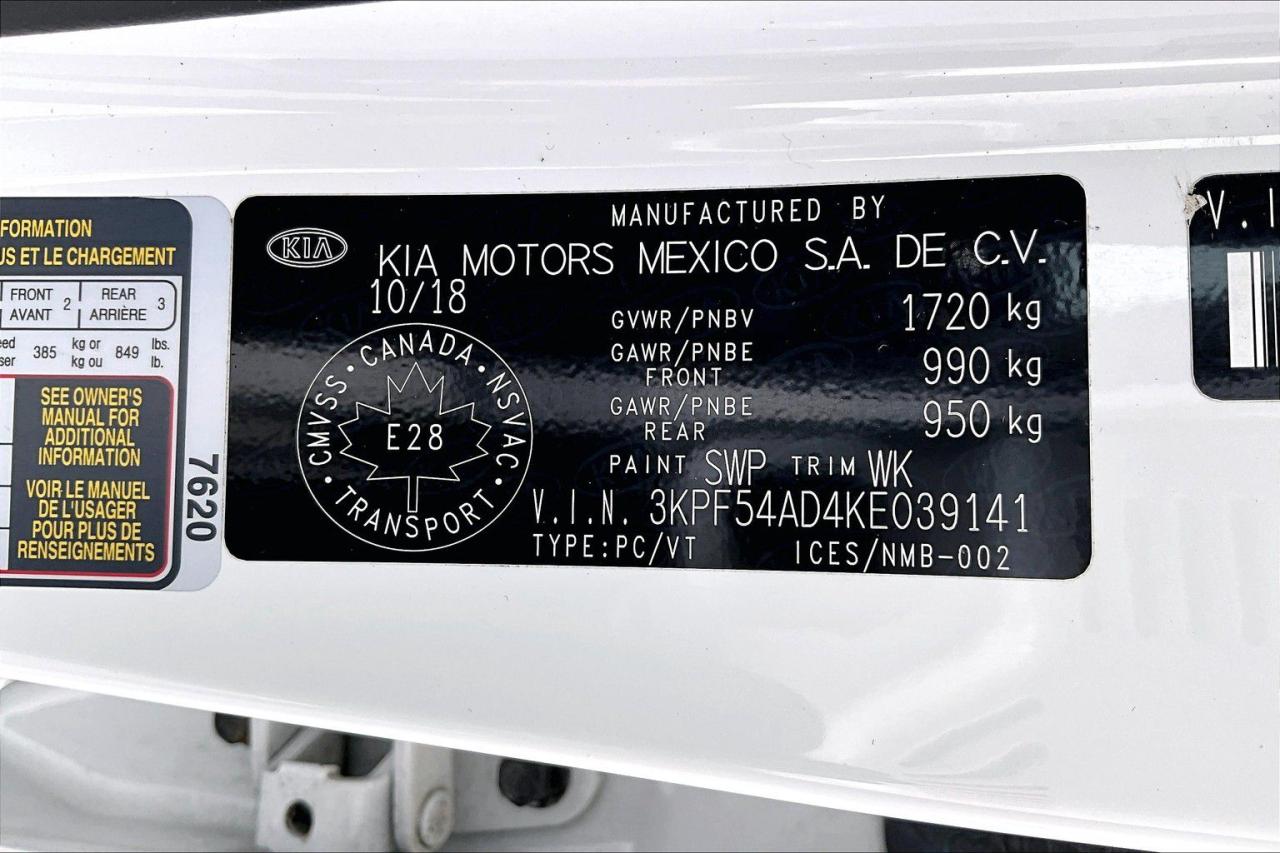 FORMATION
US ET LE CHARGEMENT
FRONT
AVANT 2
REAR
ARRIÈRE 3
385 kg or
kg ou 849 lbs.
lb.
SEE OWNER'S
MANUAL FOR
ADDITIONAL
INFORMATION
VOIR LE MANUEL
DE L'USAGER
POUR PLUS DE
RENSEIGNEMENTS
7620
MANUFACTURED BY
KIA
KIA MOTORS MEXICO S.A. DE C.V.
10/18
GVWR/PNBV 1720 kg
GAWR/PNBE
FRONT 990 kg
GAWR/PNBE
REAR 950 kg
CMVSS · CANADA · NSVAC · TRANSPORT ·
E28
PAINT SWP TRIM WK
V.I.N. 3KPF54AD4KE039141
TYPE:PC/VT ICES/NMB-002
V.I